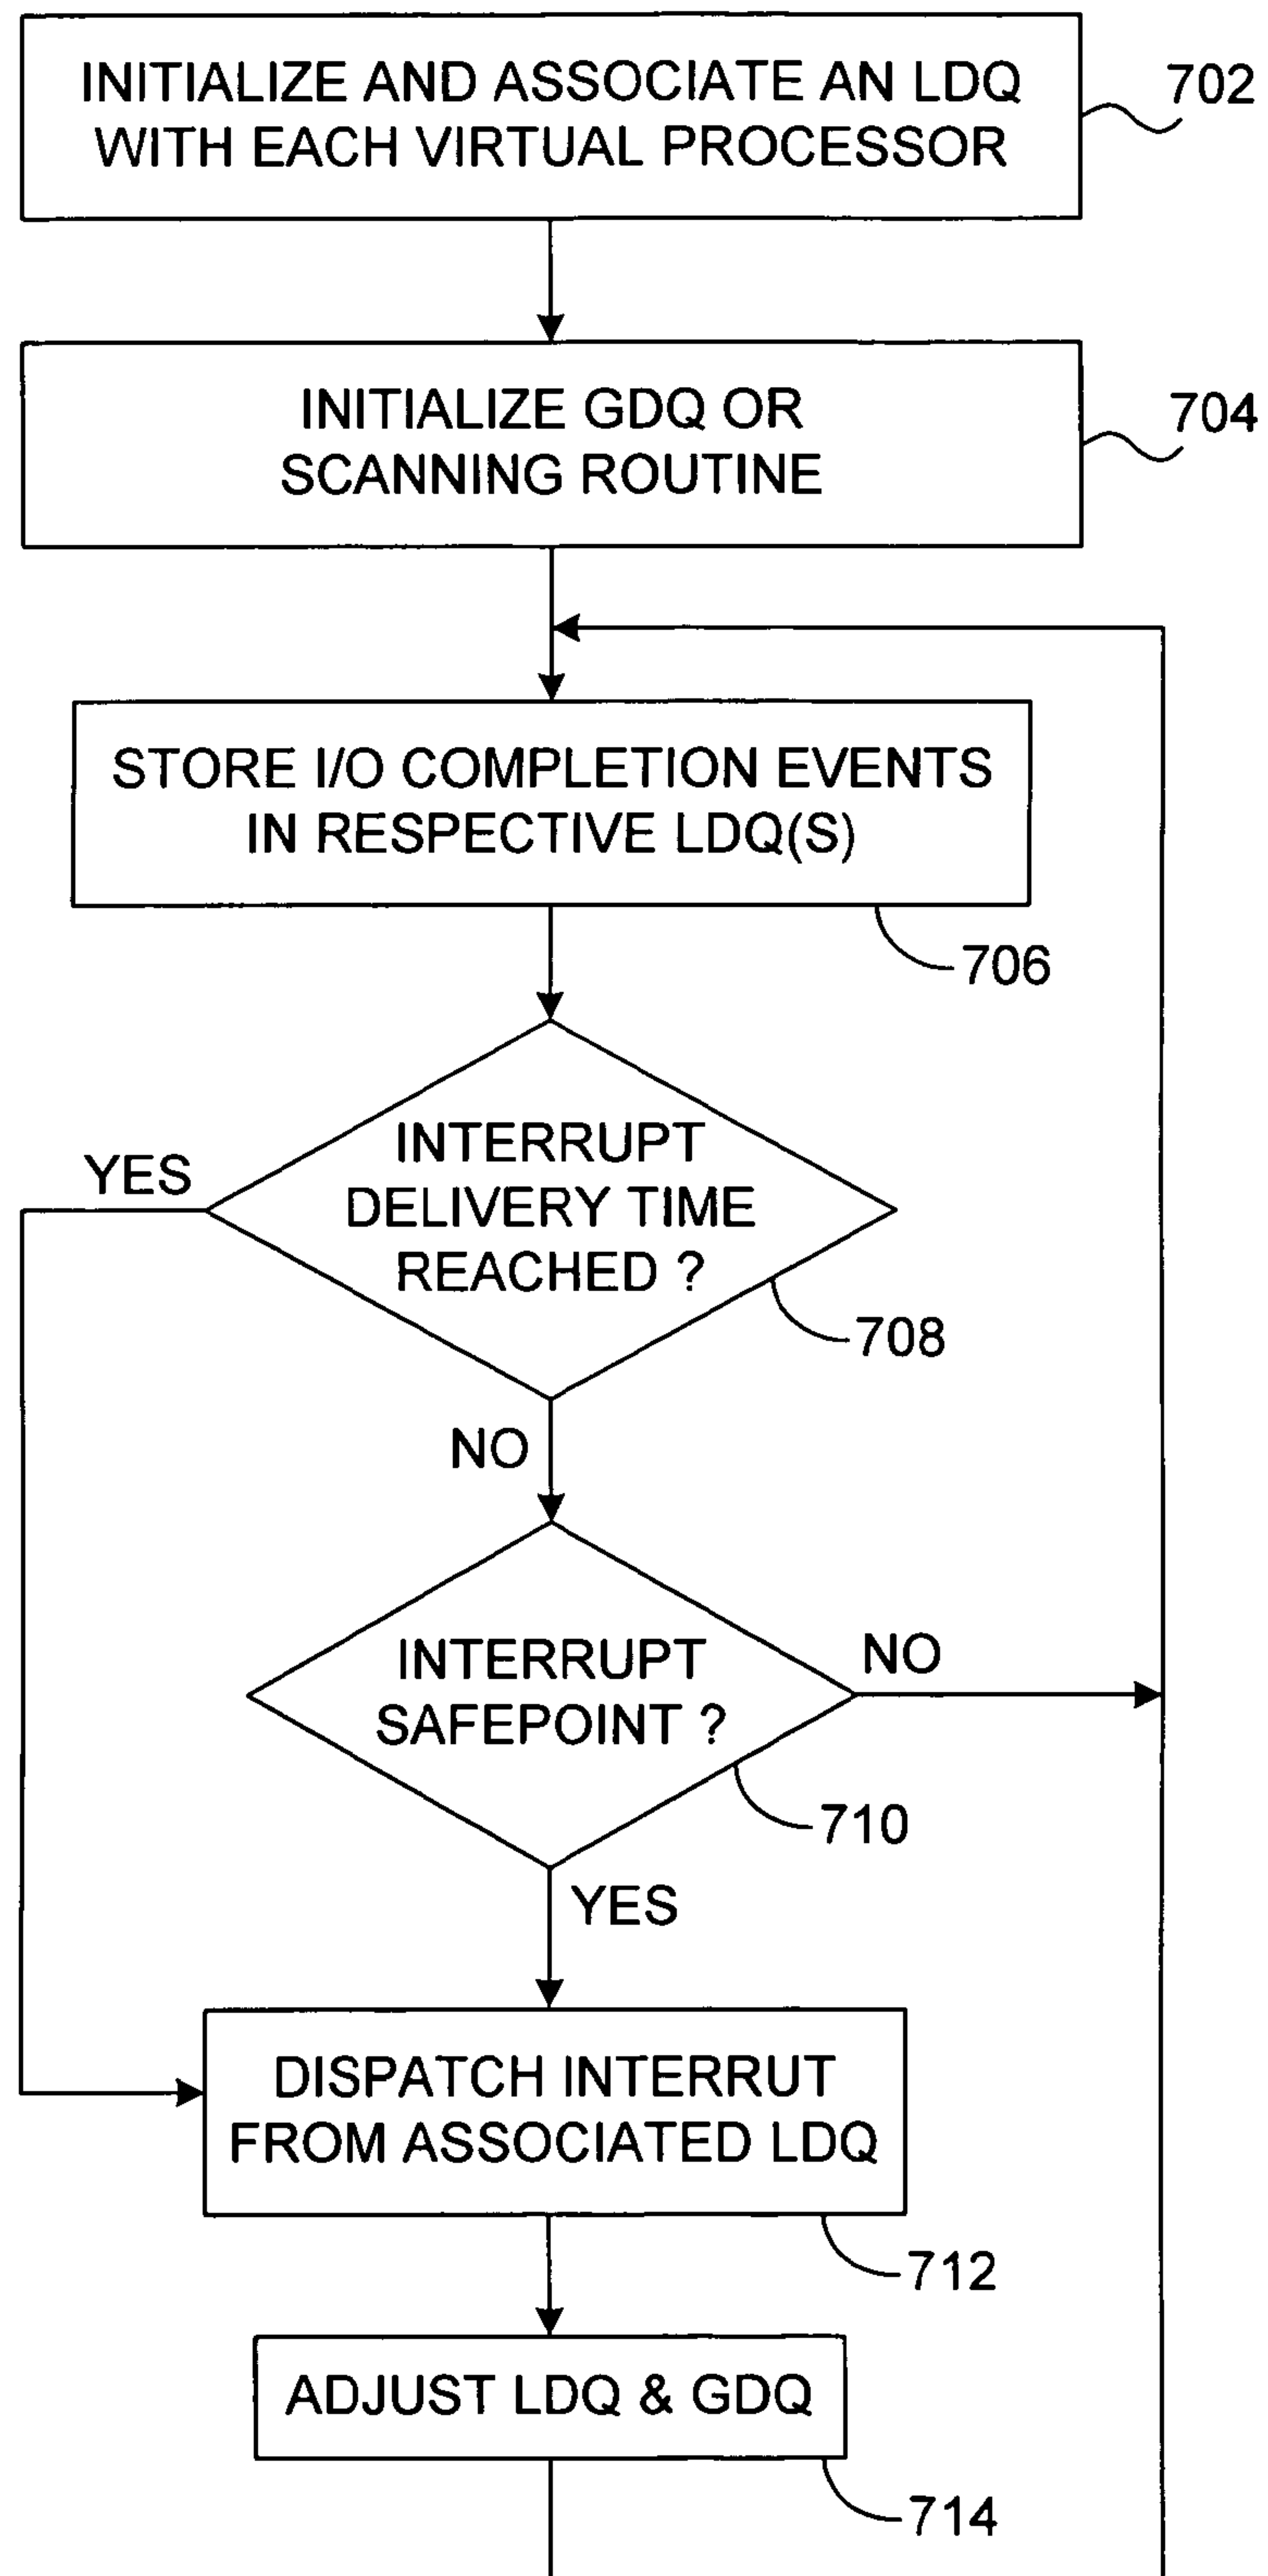 INITIALIZE AND ASSOCIATE AN LDQ
WITH EACH VIRTUAL PROCESSOR
702
INITIALIZE GDQ OR
SCANNING ROUTINE
704
STORE I/O COMPLETION EVENTS
IN RESPECTIVE LDQ(S)
706
INTERRUPT
DELIVERY TIME
REACHED ?
YES
708
NO
INTERRUPT
SAFEPOINT ?
NO
710
YES
DISPATCH INTERRUT
FROM ASSOCIATED LDQ
712
ADJUST LDQ & GDQ
714